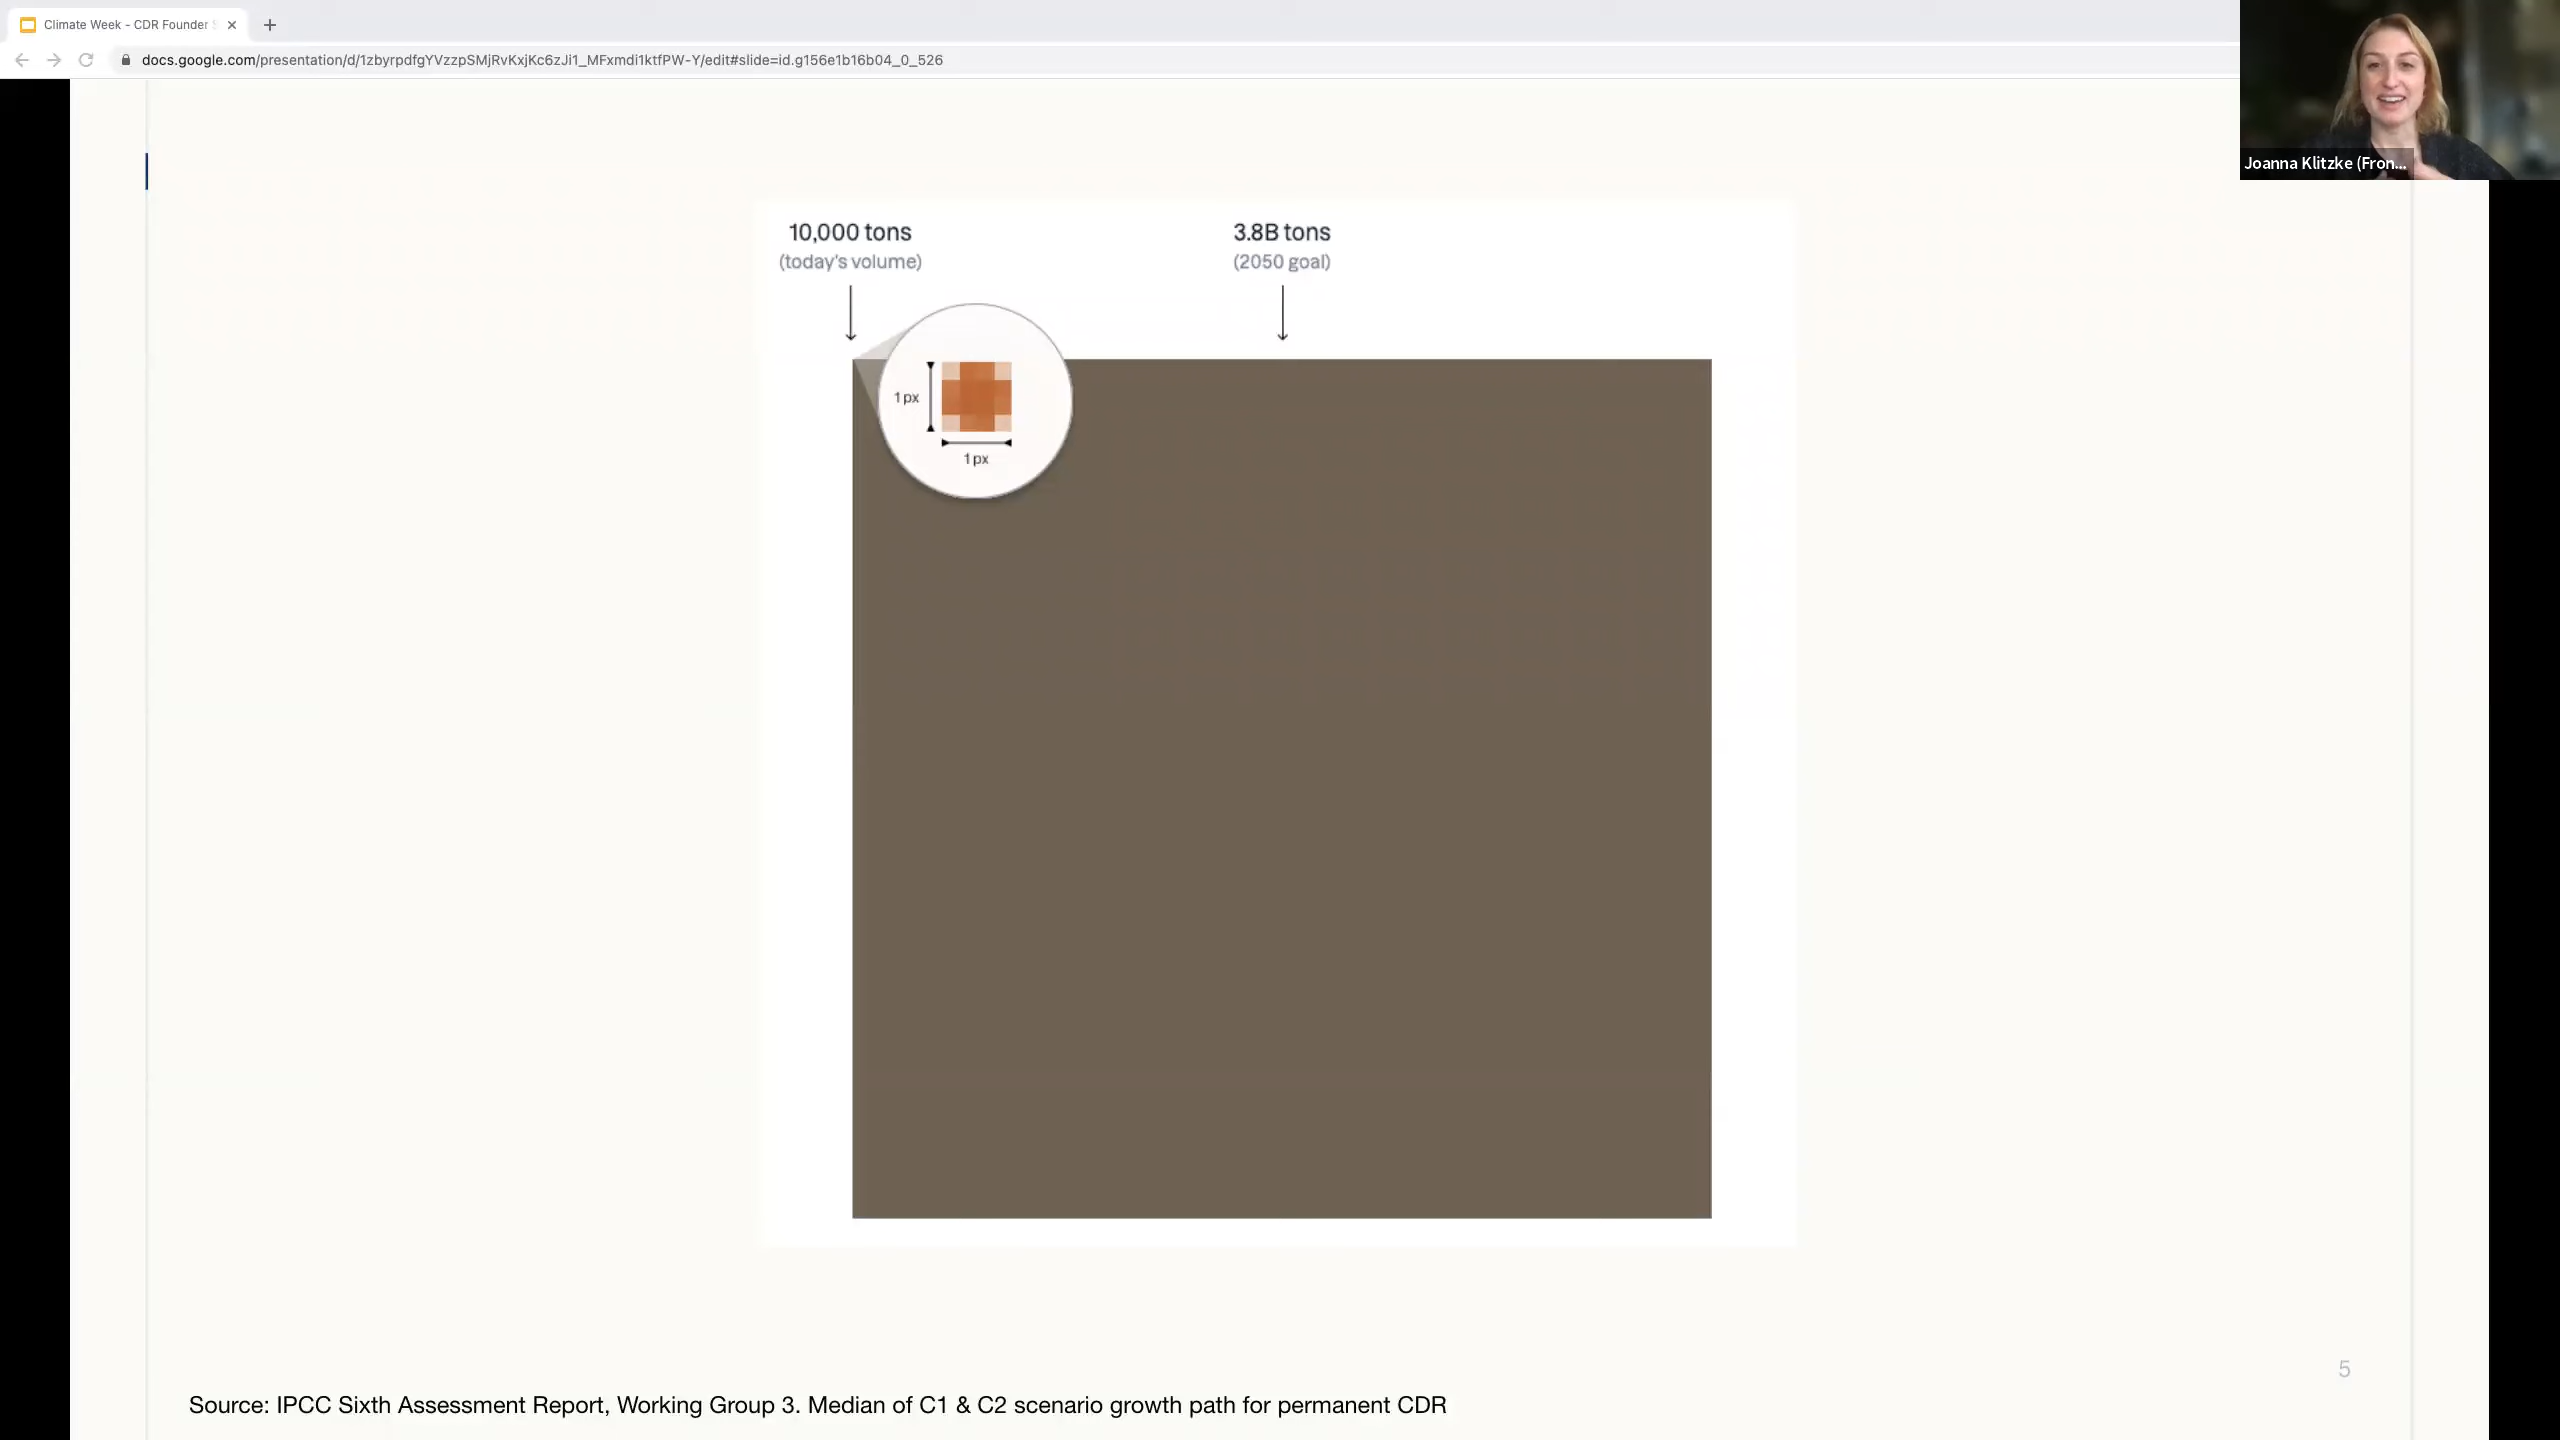 Climate Week - CDR Founder
docs.google.com/presentation/d/1zbyrpdfgYVzzpSMjRvKxjKc6zJi1_MFxmdi1ktfPW-Y/edit#slide=id.g156e1b16b04_0_526
Joanna Klitzke (Fron...
10,000 tons
(today's volume)
3.8B tons
(2050 goal)
1 px
1 px
5
Source: IPCC Sixth Assessment Report, Working Group 3. Median of C1 & C2 scenario growth path for permanent CDR